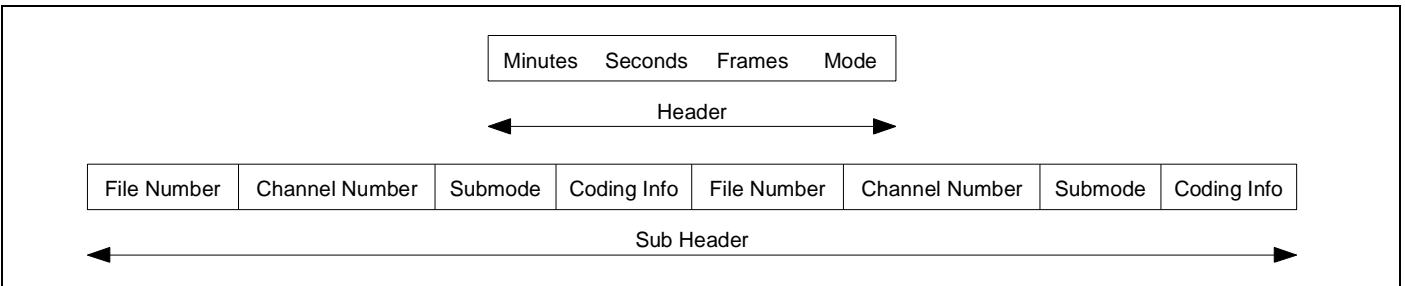 Minutes Seconds Frames Mode
Header
File Number Channel Number Submode Coding Info File Number Channel Number Submode Coding Info
Sub Header